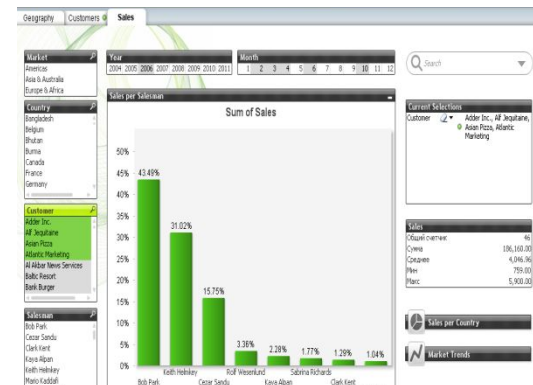 Geography Customers Sales
Market
Americas
Asia & Australia
Europe & Africa
Year
2004 2005 2006 2007 2008 2009 2010 2011
Month
1 2 3 4 5 6 7 8 9 10 11 12
Search
Country
Bangladesh
Belgium
Bhutan
Burma
Canada
France
Germany
Customer
Adder Inc.
Alf Jequitaine
Asian Pizza
Atlantic Marketing
Al Akbar News Services
Baltic Resort
Bank Burger
Salesman
Bob Park
Cezar Sandu
Clark Kent
Kaya Alpan
Keith Helmkey
Mario Kaddafi
Sales per Salesman
Sum of Sales
50%
45%
40%
35%
30%
25%
20%
15%
10%
5%
0%
43.49%
31.02%
15.75%
3.36%
2.28%
1.77%
1.29%
1.04%
Keith Helmkey Rolf Wesenlund Sabrina Richards
Bob Park Cezar Sandu Kaya Alpan Clark Kent
Current Selections
Customer Adder Inc., Alf Jequitaine,
Asian Pizza, Atlantic
Marketing
Sales
Общий счетчик 46
Сумма 186,160.00
Среднее 4,046.96
Мин 759.00
Макс 5,900.00
Sales per Country
Market Trends